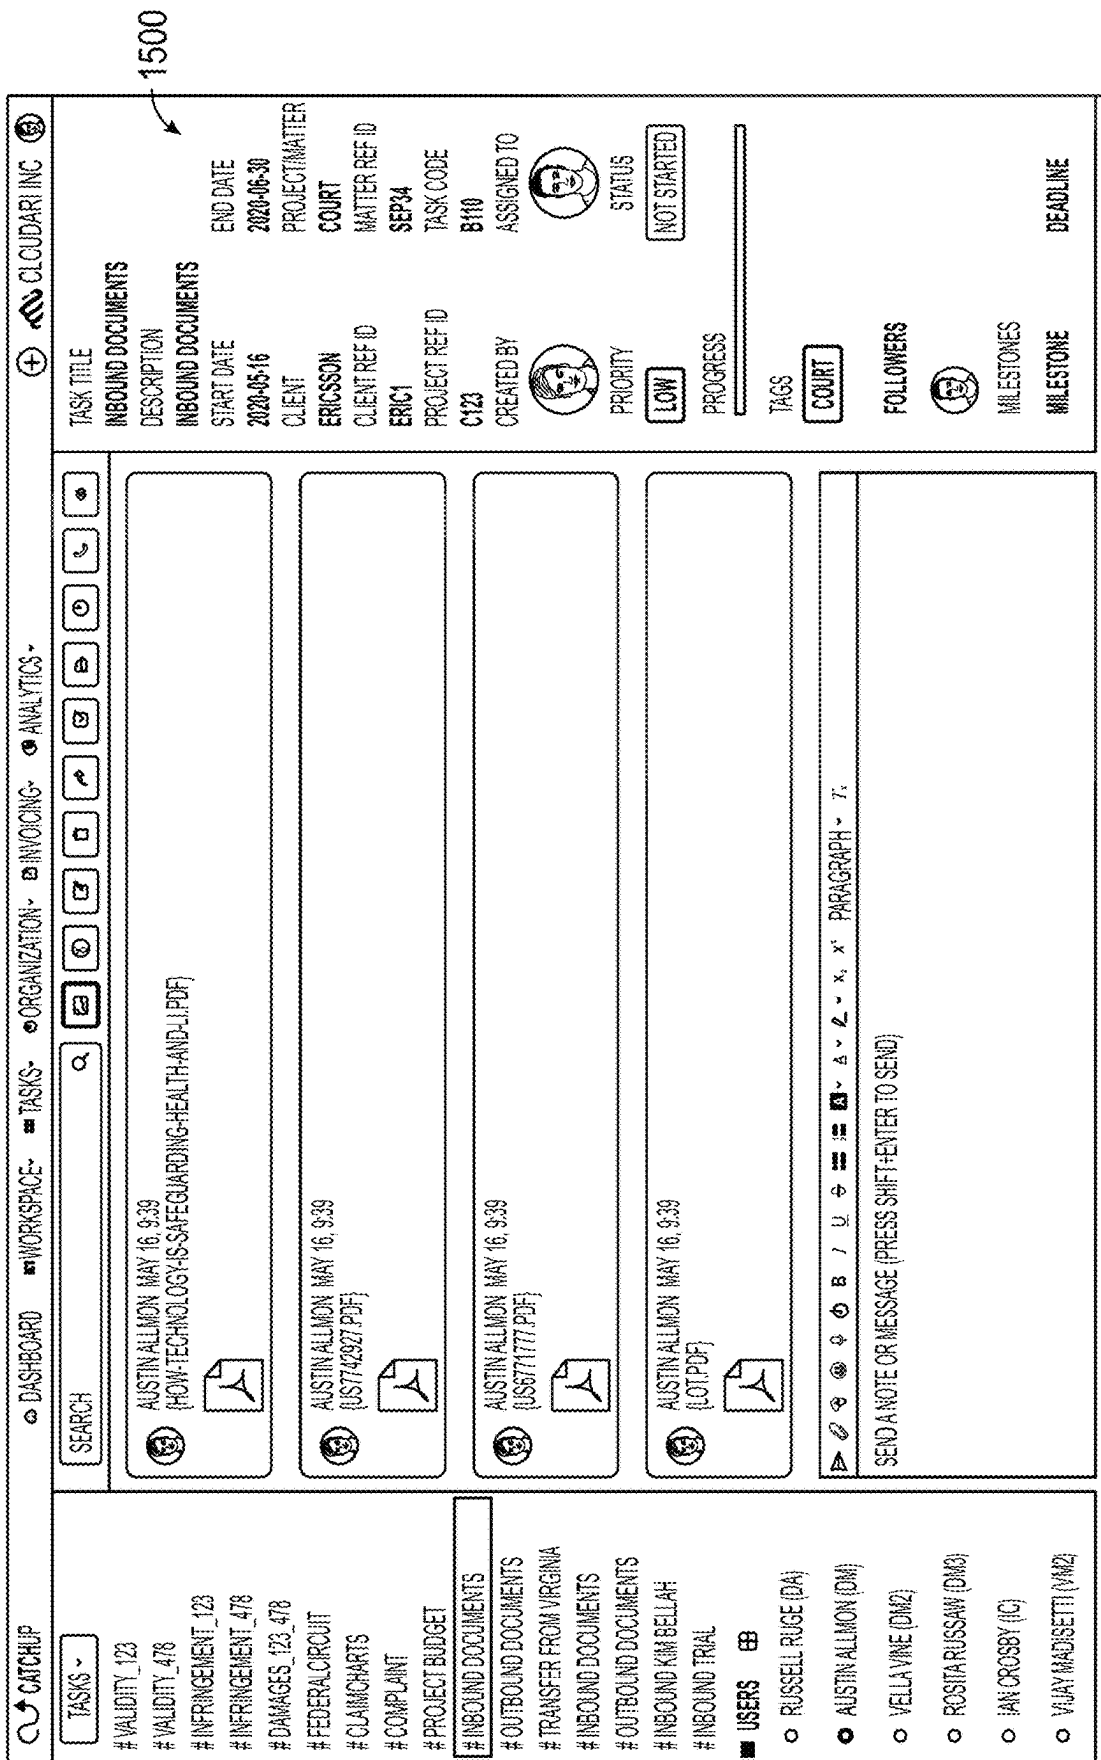 1500
CATCHUP
DASHBOARD
WORKSPACE
TASKS
ORGANIZATION
INVOICING
ANALYTICS
CLOUDARI INC
TASKS
#VALIDITY_123
#VALIDITY_478
#INFRINGEMENT_123
#INFRINGEMENT_478
#DAMAGES_123_478
#FEDERALCIRCUIT
#CLAIMCHARTS
#COMPLAINT
#PROJECT BUDGET
#INBOUND DOCUMENTS
#OUTBOUND DOCUMENTS
#TRANSFER FROM VIRGINIA
#INBOUND DOCUMENTS
#OUTBOUND DOCUMENTS
#INBOUND KIM BELLAH
#INBOUND TRIAL
USERS
RUSSELL RUGE (DA)
AUSTIN ALLMON (DM)
VELLA VINE (DM2)
ROSITA RUSSAW (DM3)
IAN CROSBY (IC)
VIJAY MADISETTI (VM2)
SEARCH
AUSTIN ALLMON MAY 16, 9:39
(HOW-TECHNOLOGY-IS-SAFEGUARDING-HEALTH-AND-LI.PDF)
AUSTIN ALLMON MAY 16, 9:39
(US7742927.PDF)
AUSTIN ALLMON MAY 16, 9:39
(US6771777.PDF)
AUSTIN ALLMON MAY 16, 9:39
(LOT.PDF)
B I U S A A X, X' PARAGRAPH Tx
SEND A NOTE OR MESSAGE (PRESS SHIFT+ENTER TO SEND)
TASK TITLE
INBOUND DOCUMENTS
DESCRIPTION
INBOUND DOCUMENTS
START DATE END DATE
2020-05-16 2020-06-30
CLIENT PROJECT/MATTER
ERICSSON COURT
CLIENT REF ID MATTER REF ID
ERIC1 SEP34
PROJECT REF ID TASK CODE
C123 B110
CREATED BY ASSIGNED TO
PRIORITY STATUS
LOW NOT STARTED
PROGRESS
TAGS
COURT
FOLLOWERS
MILESTONES
MILESTONE DEADLINE